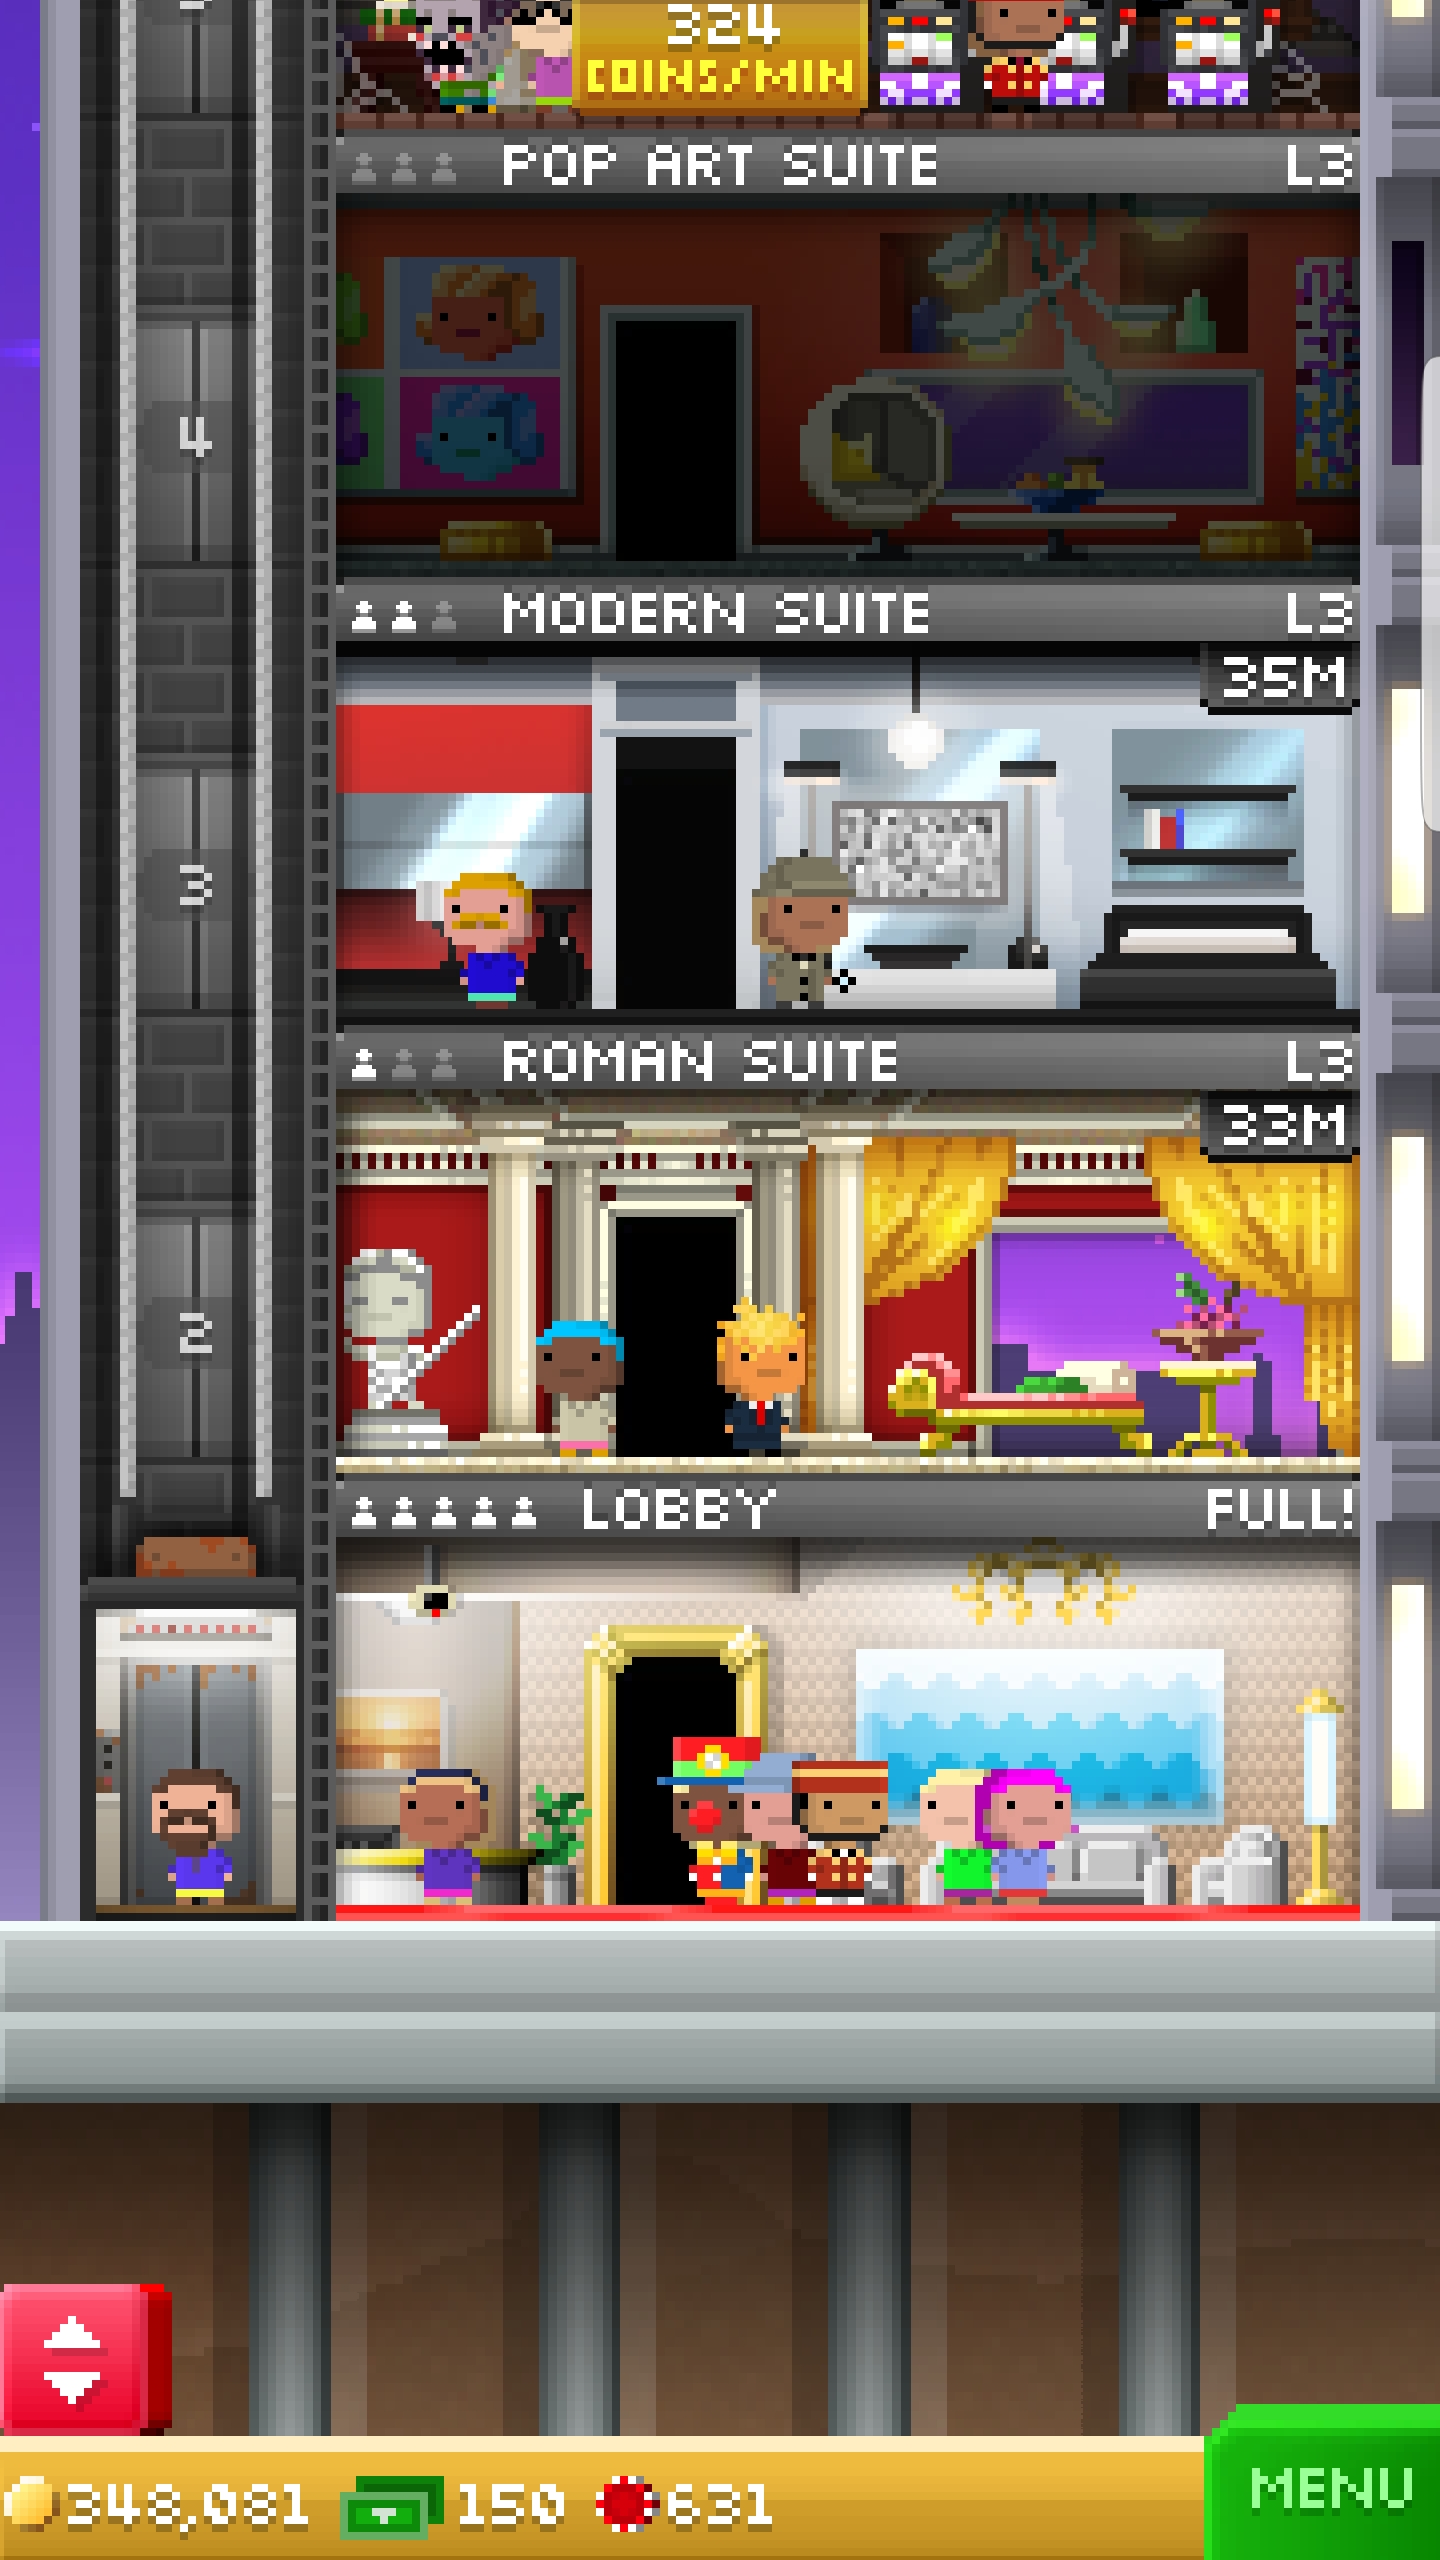 324
COINS/MIN
POP ART SUITE L3
4
MODERN SUITE L3
35M
3
ROMAN SUITE L3
33M
2
LOBBY FULL!
348,081 150 631
MENU